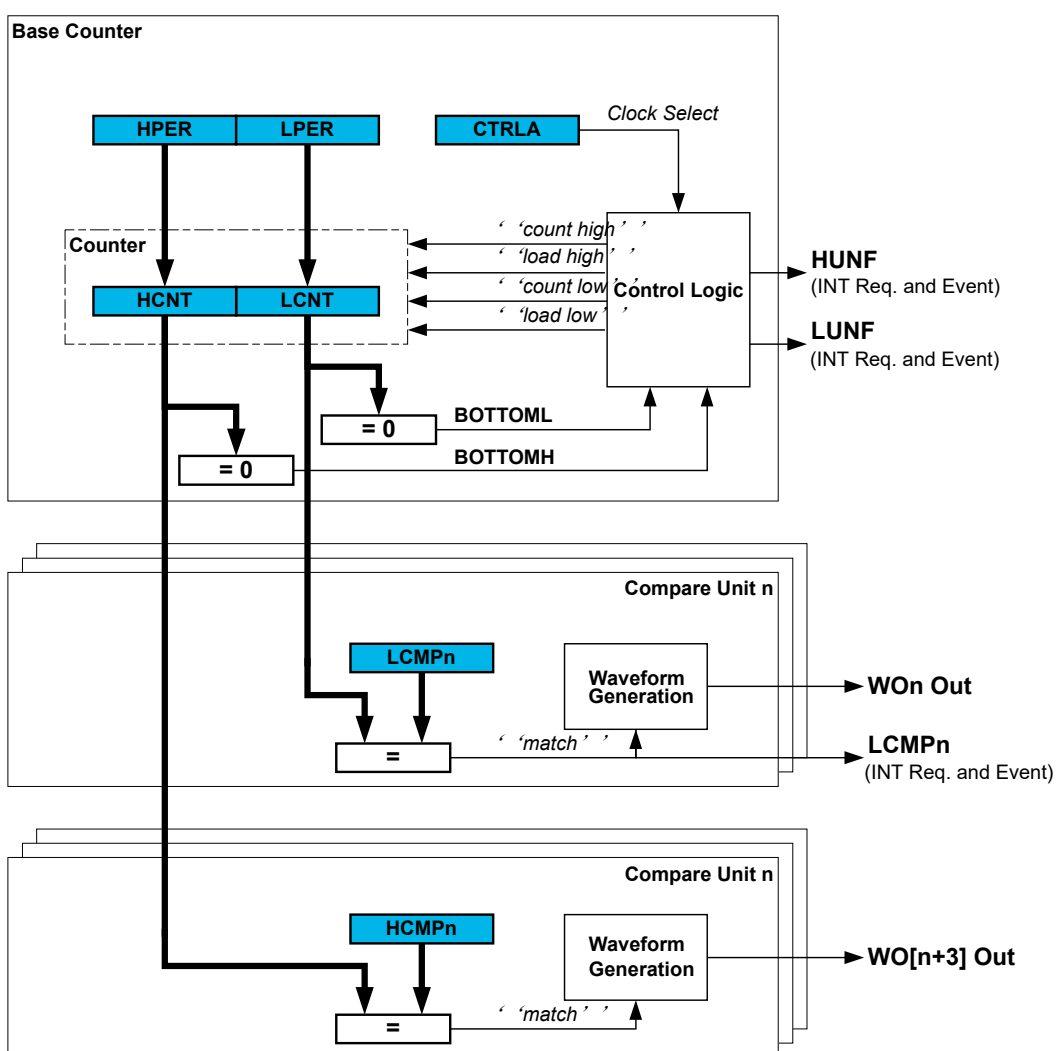 Base Counter
HPER
LPER
CTRLA
Clock Select
Counter
‘ ‘count high’ ’
‘ ‘load high’ ’
‘ ‘count low’ ’
‘ ‘load low’ ’
Control Logic
HCNT
LCNT
HUNF
(INT Req. and Event)
LUNF
(INT Req. and Event)
= 0
BOTTOML
= 0
BOTTOMH
Compare Unit n
LCMPn
Waveform
Generation
WOn Out
=
‘ ‘match’ ’
LCMPn
(INT Req. and Event)
Compare Unit n
HCMPn
Waveform
Generation
WO[n+3] Out
=
‘ ‘match’ ’